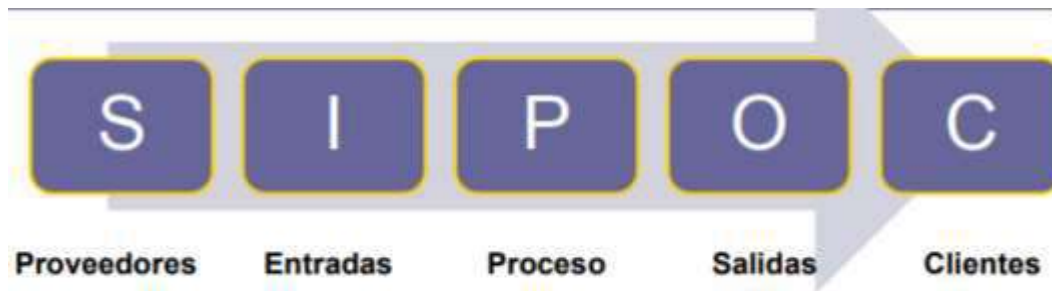 S I P O C
Proveedores Entradas Proceso Salidas Clientes